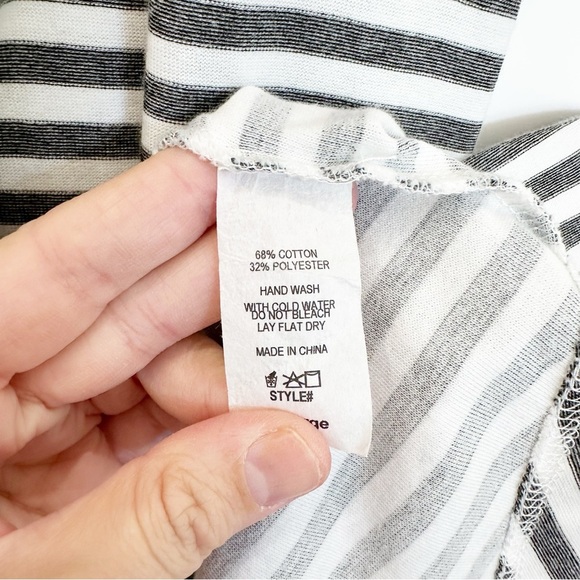 68% COTTON
32% POLYESTER
HAND WASH
WITH COLD WATER
DO NOT BLEACH
LAY FLAT DRY
MADE IN CHINA
STYLE#